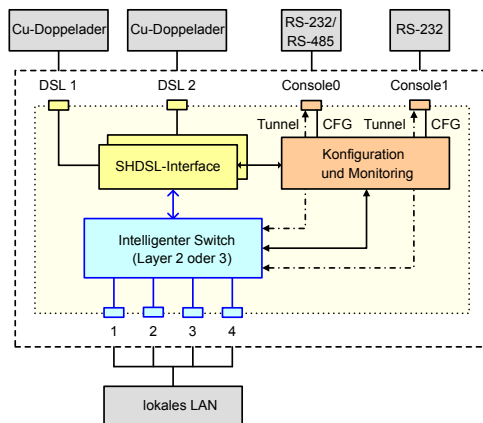 Cu-Doppelader
Cu-Doppelader
RS-232/
RS-485
RS-232
DSL 1
DSL 2
Console0
Console1
Tunnel
CFG
Tunnel
CFG
SHDSL-Interface
Konfiguration
und Monitoring
Intelligenter Switch
(Layer 2 oder 3)
1
2
3
4
lokales LAN